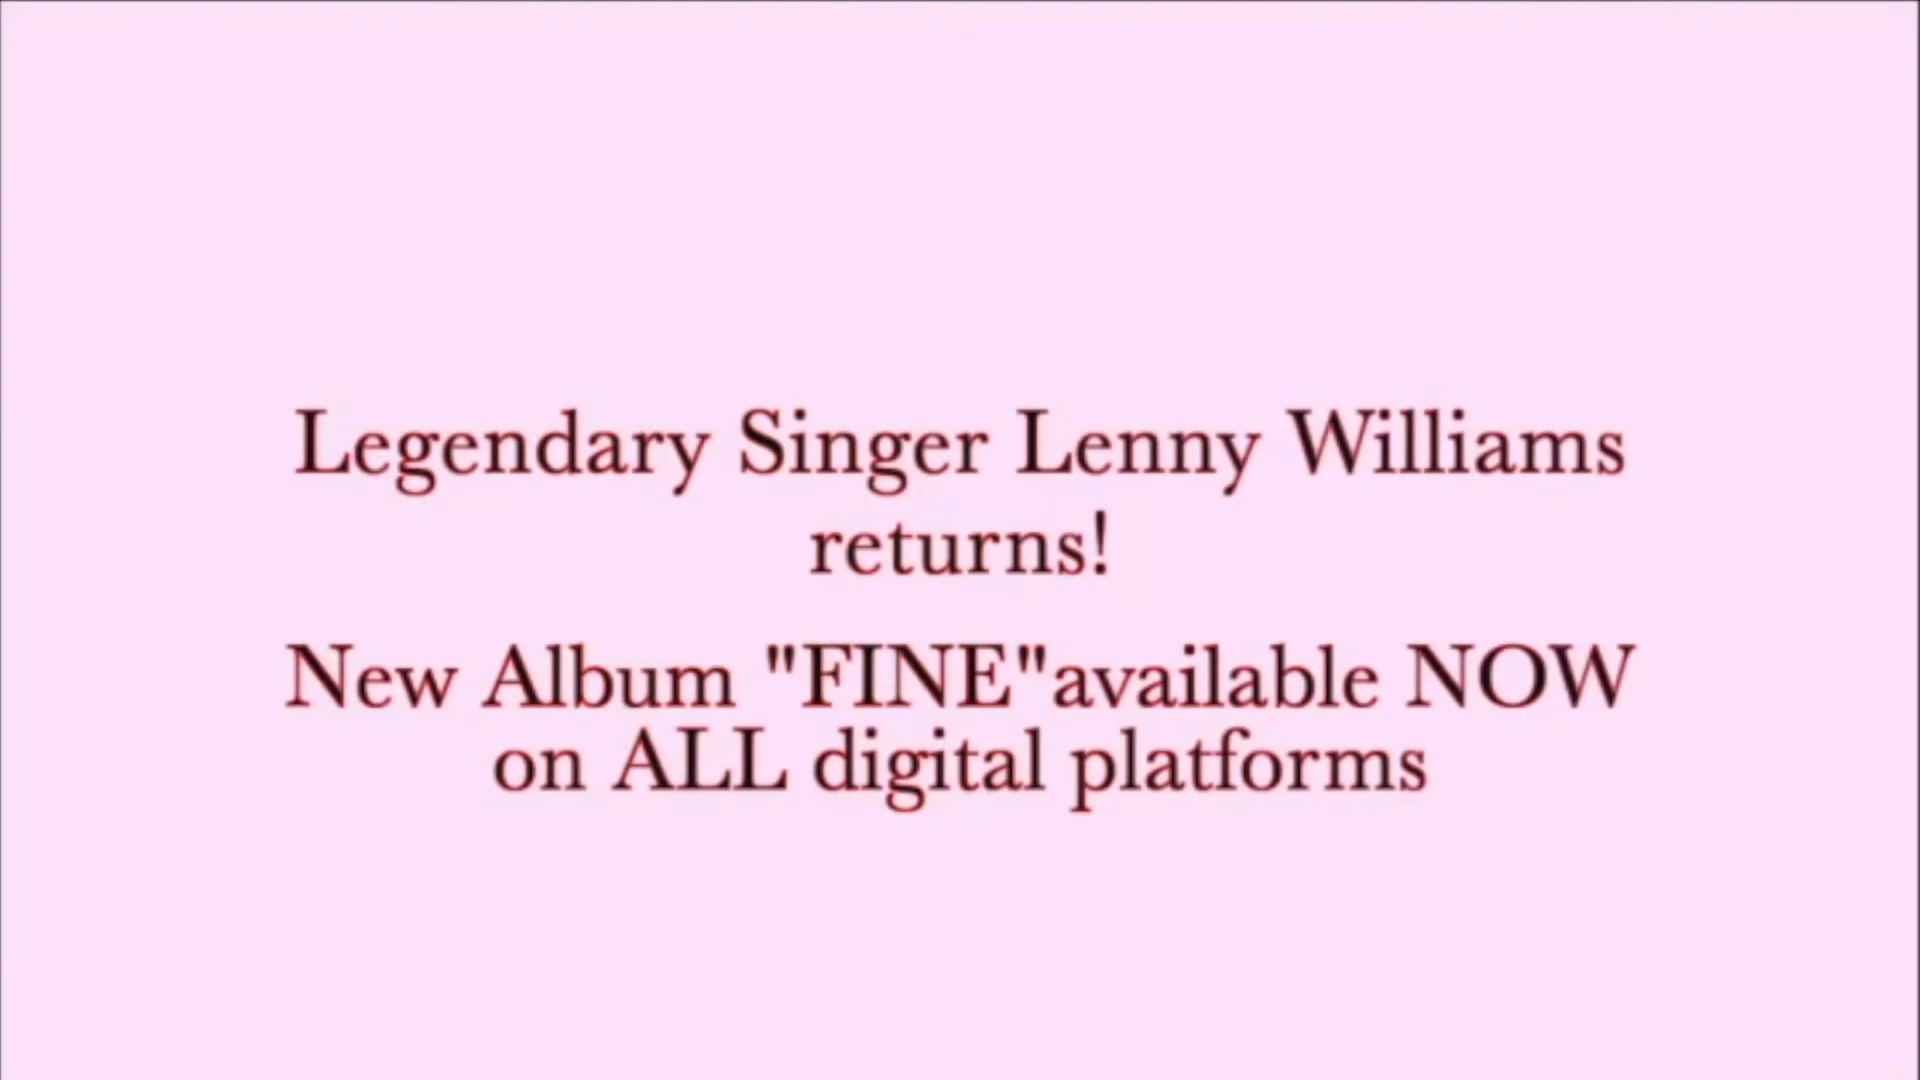 Legendary Singer Lenny Williams
returns!
New Album "FINE"available NOW
on ALL digital platforms